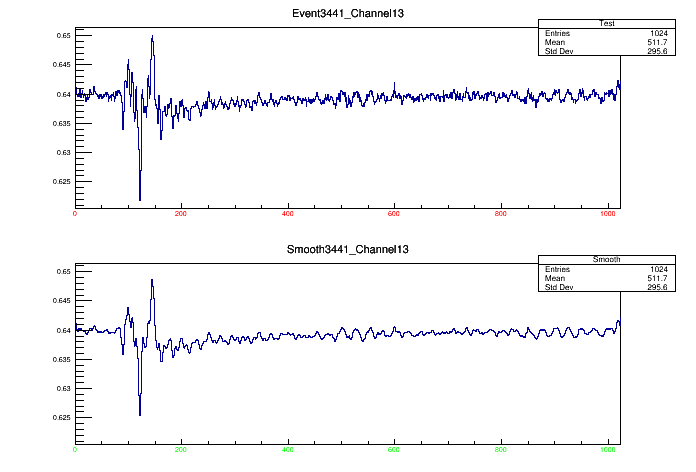 Event3441_Channel13
Test
Entries 1024
Mean 511.7
Std Dev 295.6
0.65
0.645
0.64
0.635
0.63
0.625
0 200 400 600 800 1000
Smooth3441_Channel13
Smooth
Entries 1024
Mean 511.7
Std Dev 295.6
0.65
0.645
0.64
0.635
0.63
0.625
0 200 400 600 800 1000